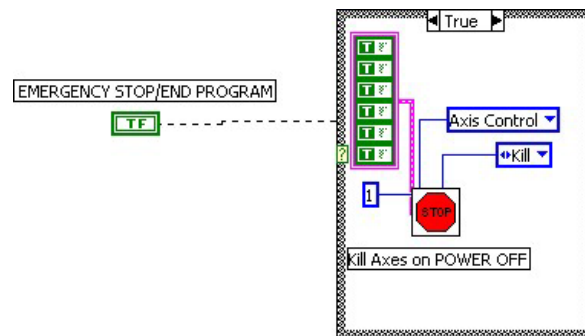 True
EMERGENCY STOP/END PROGRAM
TF
T
T
T
T
T
T
Axis Control
Kill
?
1
STOP
Kill Axes on POWER OFF